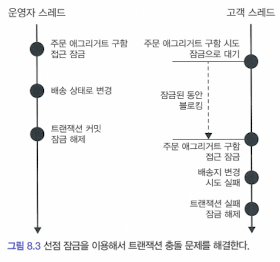 운영자 스레드
고객 스레드
주문 애그리거트 구함
접근 잠금
배송 상태로 변경
트랜잭션 커밋
잠금 해제
주문 애그리거트 구함 시도
잠금으로 대기
잠금된 동안
블로킹
주문 애그리거트 구함
접근 잠금
배송지 변경
시도 실패
트랜잭션 실패
잠금 해제
그림 8.3 선점 잠금을 이용해서 트랜잭션 충돌 문제를 해결한다.